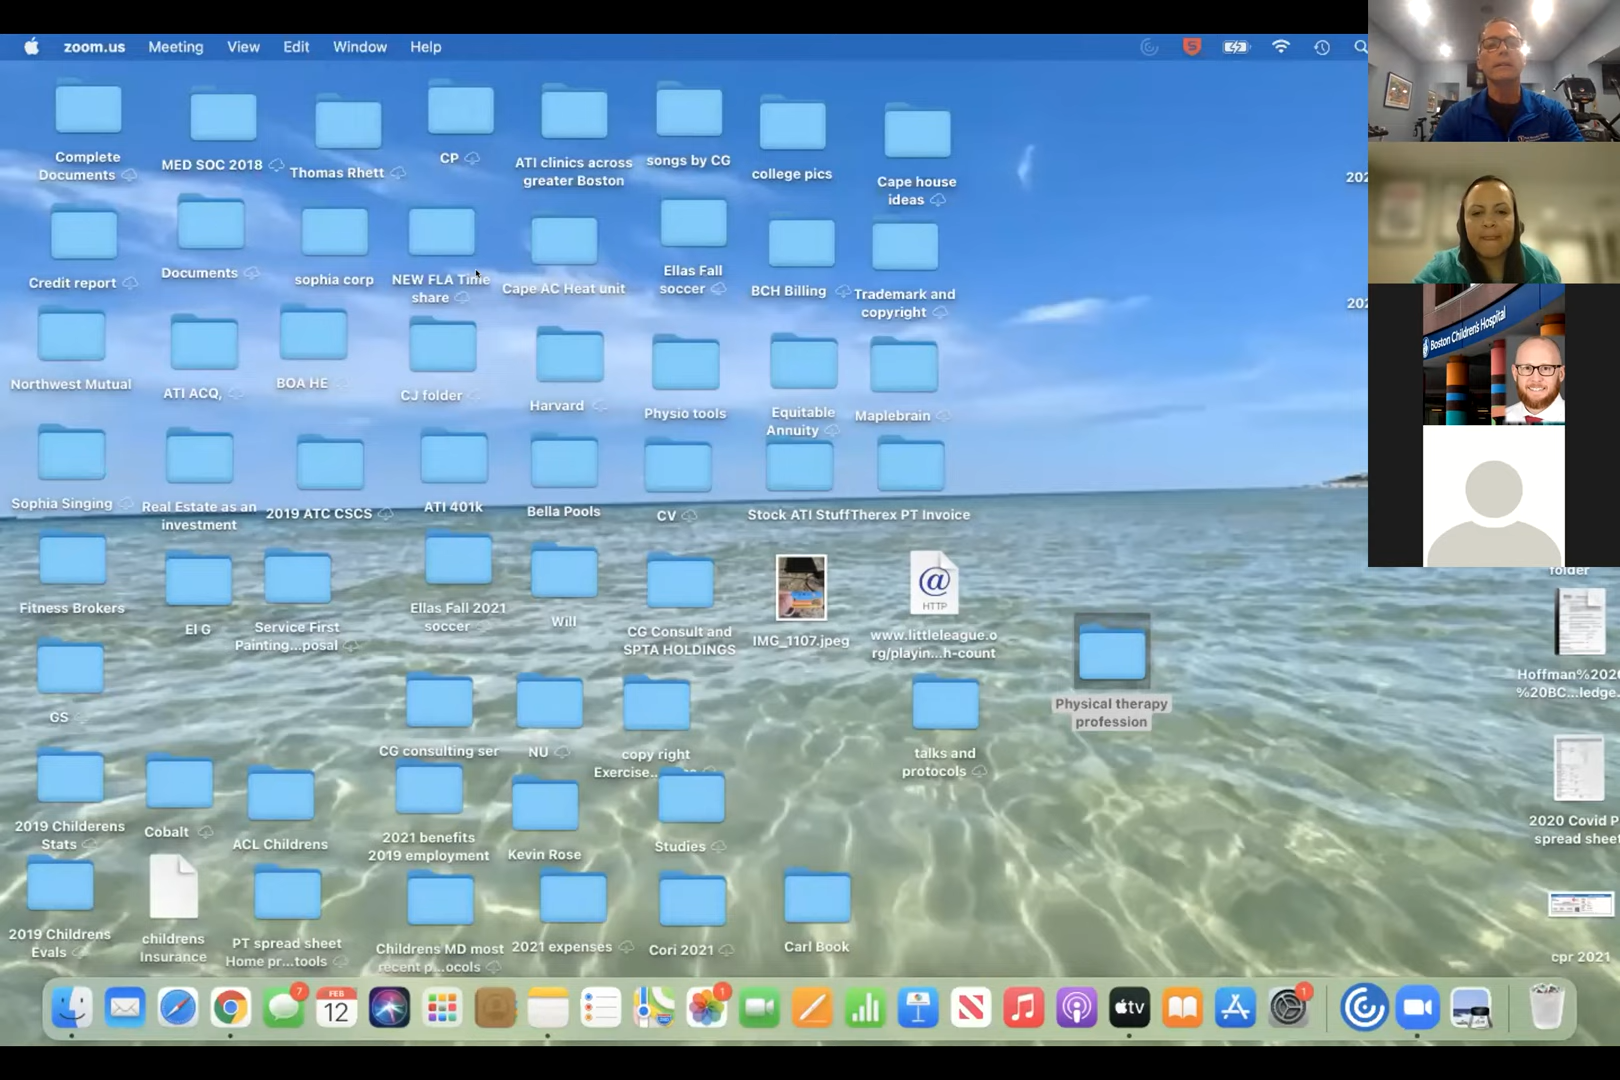 zoom.us Meeting View Edit Window Help
Complete
Documents
MED SOC 2018
Thomas Rhett
CP
ATI clinics across
greater Boston
songs by CG
college pics
Cape house
ideas
Credit report
Documents
sophia corp
NEW FLA Time
share
Cape AC Heat unit
Ellas Fall
soccer
BCH Billing
Trademark and
copyright
Northwest Mutual
ATI ACQ,
BOA HE
CJ folder
Harvard
Physio tools
Equitable
Annuity
Maplebrain
Sophia Singing
Real Estate as an
investment
2019 ATC CSCS
ATI 401k
Bella Pools
CV
Stock ATI Stuff
Therex PT Invoice
Fitness Brokers
EI G
Service First
Painting...posal
Ellas Fall 2021
soccer
Will
CG Consult and
SPTA HOLDINGS
IMG_1107.jpeg
@
HTTP
www.littleleague.o
rg/playin...h-count
Physical therapy
profession
GS
CG consulting ser
NU
copy right
Exercise...
talks and
protocols
2019 Childerens
Stats
Cobalt
ACL Childrens
2021 benefits
2019 employment
Kevin Rose
Studies
2019 Childrens
Evals
childrens
Insurance
PT spread sheet
Home pr...tools
Childrens MD most
recent p...ocols
2021 expenses
Cori 2021
Carl Book
202
202
Boston Children's Hospital
folder
Hoffman%202
%20BC...ledge.
2020 Covid P
spread sheet
cpr 2021
7
FEB
12
1
tv
1